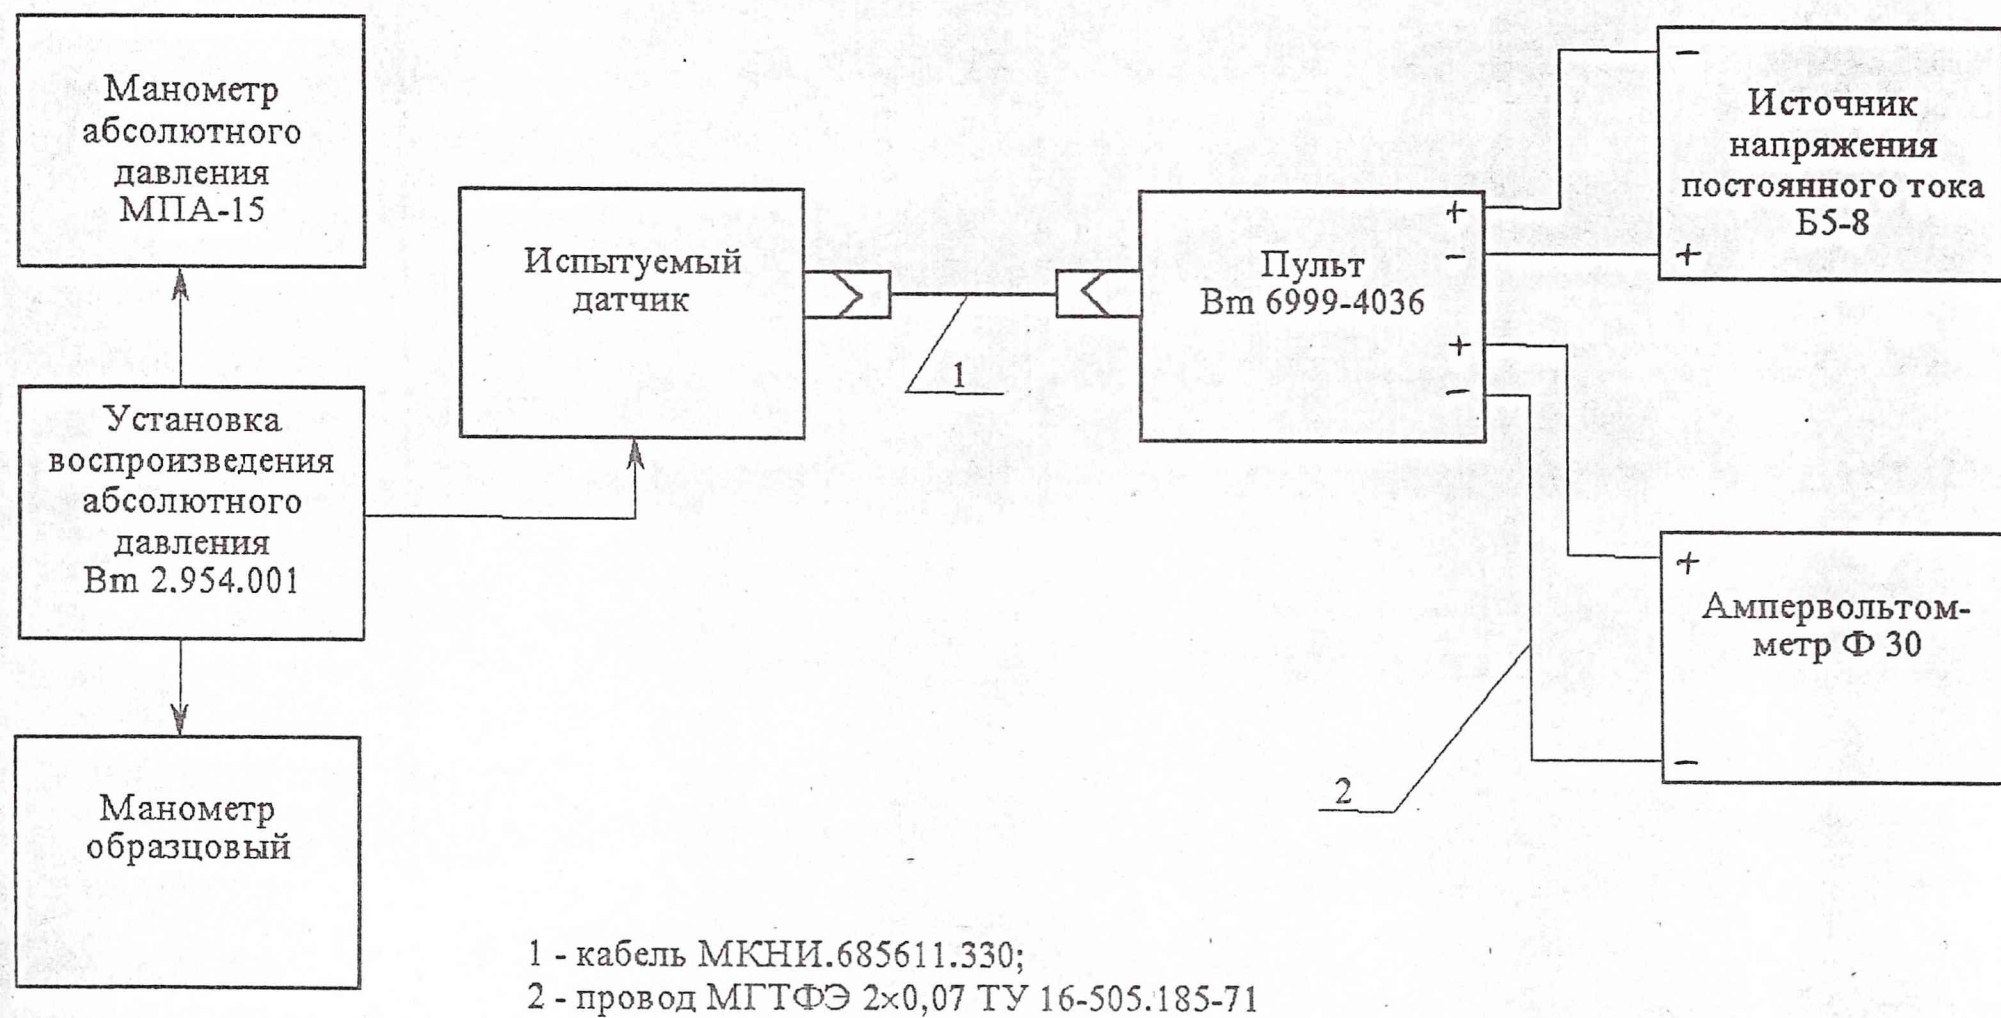 Манометр
абсолютного
давления
МПА-15
Установка
воспроизведения
абсолютного
давления
Вт 2.954.001
Манометр
образцовый
Испытуемый
датчик
1
Пульт
Вт 6999-4036
+
−
+
−
−
Источник
напряжения
постоянного тока
Б5-8
+
+
Ампервольтом-
метр Ф 30
−
2
1 - кабель МКНИ.685611.330;
2 - провод МГТФЭ 2×0,07 ТУ 16-505.185-71